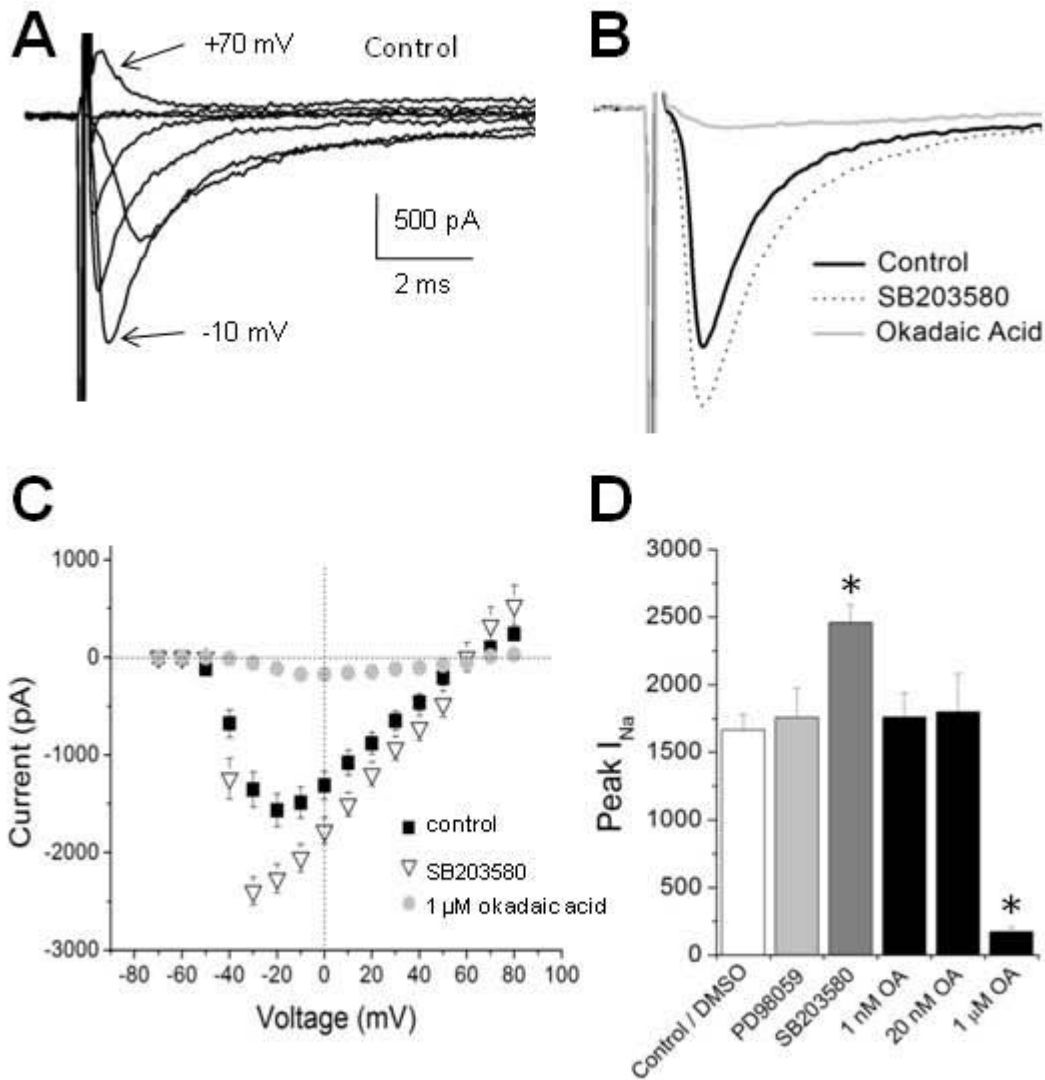 A
+70 mV
Control
500 pA
2 ms
-10 mV
B
Control
SB203580
Okadaic Acid
C
1000
0
-1000
-2000
-3000
Current (pA)
-80 -60 -40 -20 0 20 40 60 80 100
Voltage (mV)
control
SB203580
1 µM okadaic acid
D
3000
2500
2000
1500
1000
500
0
Peak I_Na
*
*
Control / DMSO
PD98059
SB203580
1 nM OA
20 nM OA
1 µM OA